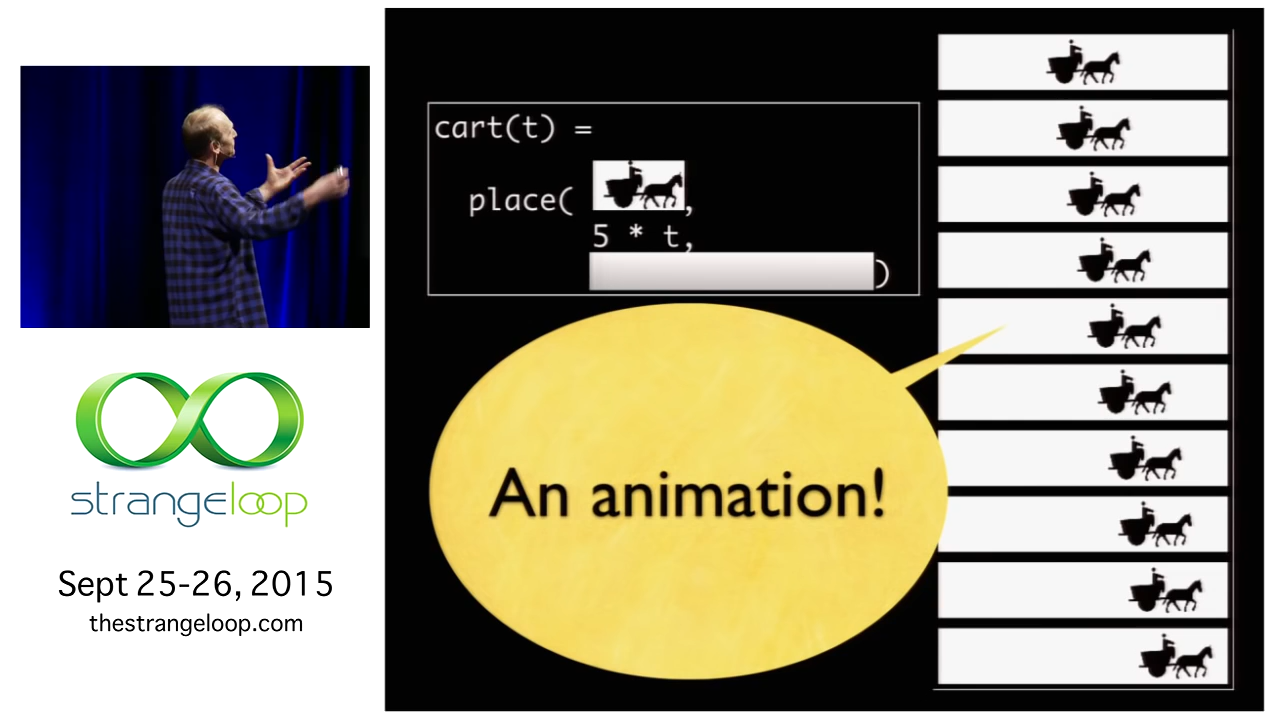 cart(t) =
place( ,
5 * t,
)
An animation!
strangeloop
Sept 25-26, 2015
thestrangeloop.com